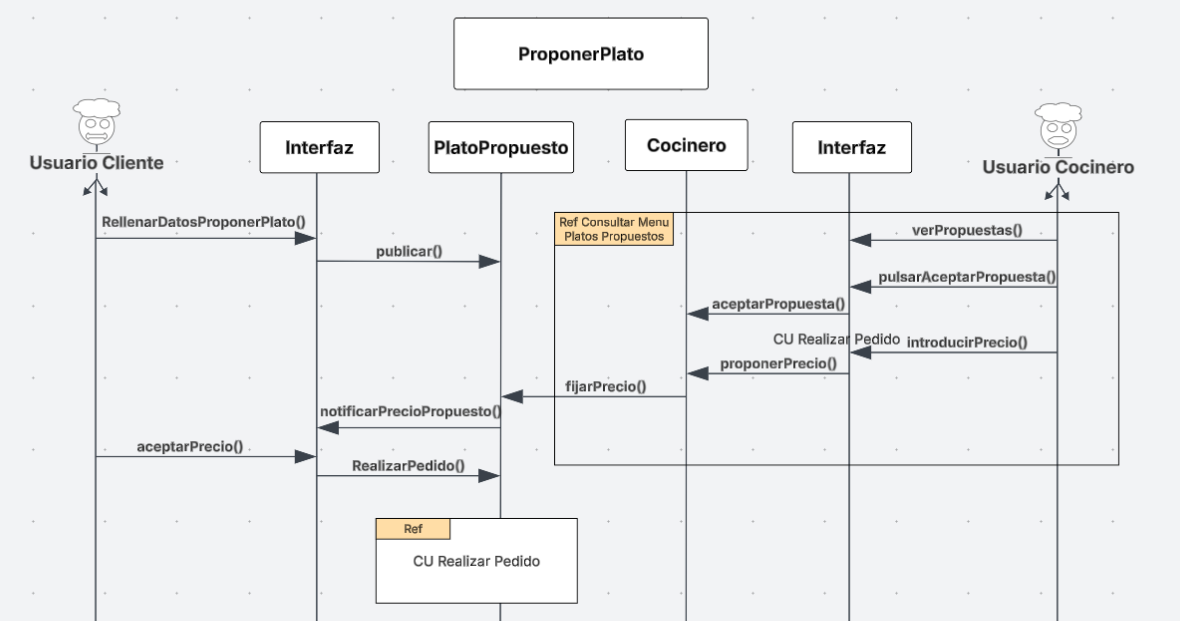 ProponerPlato
Usuario Cliente
Interfaz
PlatoPropuesto
Cocinero
Interfaz
Usuario Cocinero
RellenarDatosProponerPlato()
publicar()
Ref Consultar Menu
Platos Propuestos
verPropuestas()
pulsarAceptarPropuesta()
aceptarPropuesta()
CU Realizar Pedido
introducirPrecio()
proponerPrecio()
fijarPrecio()
notificarPrecioPropuesto()
aceptarPrecio()
RealizarPedido()
Ref
CU Realizar Pedido